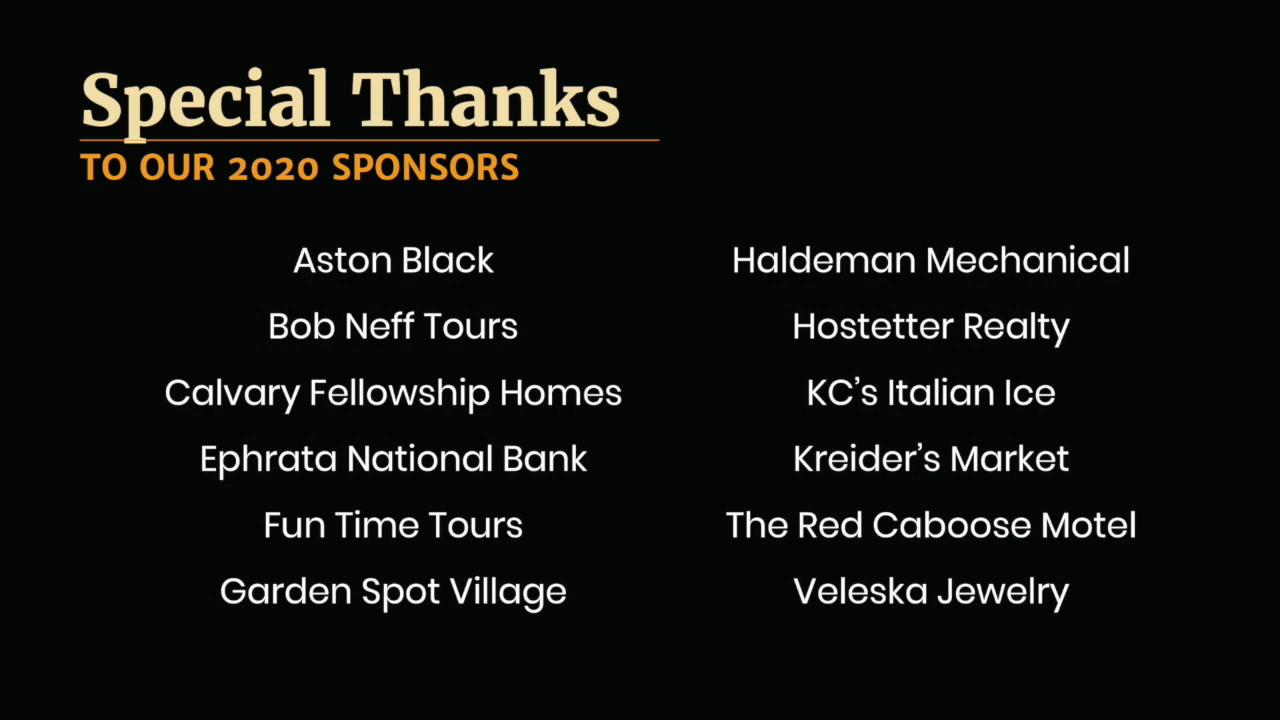 Special Thanks
TO OUR 2020 SPONSORS
Aston Black
Bob Neff Tours
Calvary Fellowship Homes
Ephrata National Bank
Fun Time Tours
Garden Spot Village
Haldeman Mechanical
Hostetter Realty
KC’s Italian Ice
Kreider’s Market
The Red Caboose Motel
Veleska Jewelry